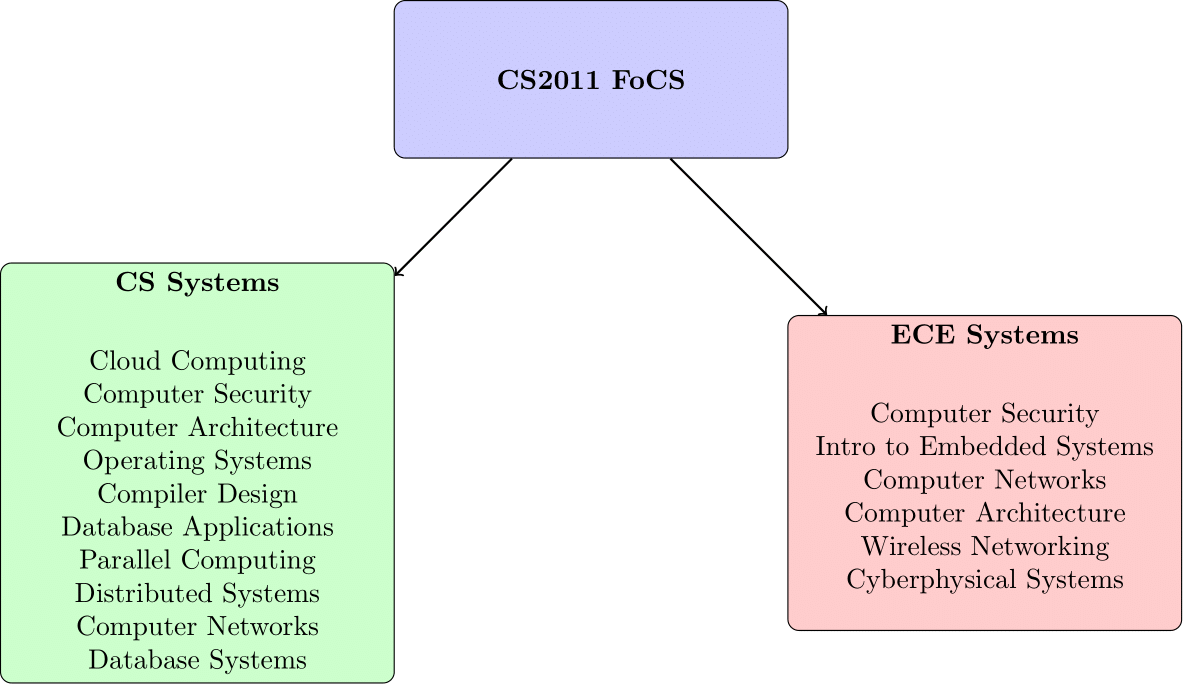 CS2011 FoCS
CS Systems
Cloud Computing
Computer Security
Computer Architecture
Operating Systems
Compiler Design
Database Applications
Parallel Computing
Distributed Systems
Computer Networks
Database Systems
ECE Systems
Computer Security
Intro to Embedded Systems
Computer Networks
Computer Architecture
Wireless Networking
Cyberphysical Systems